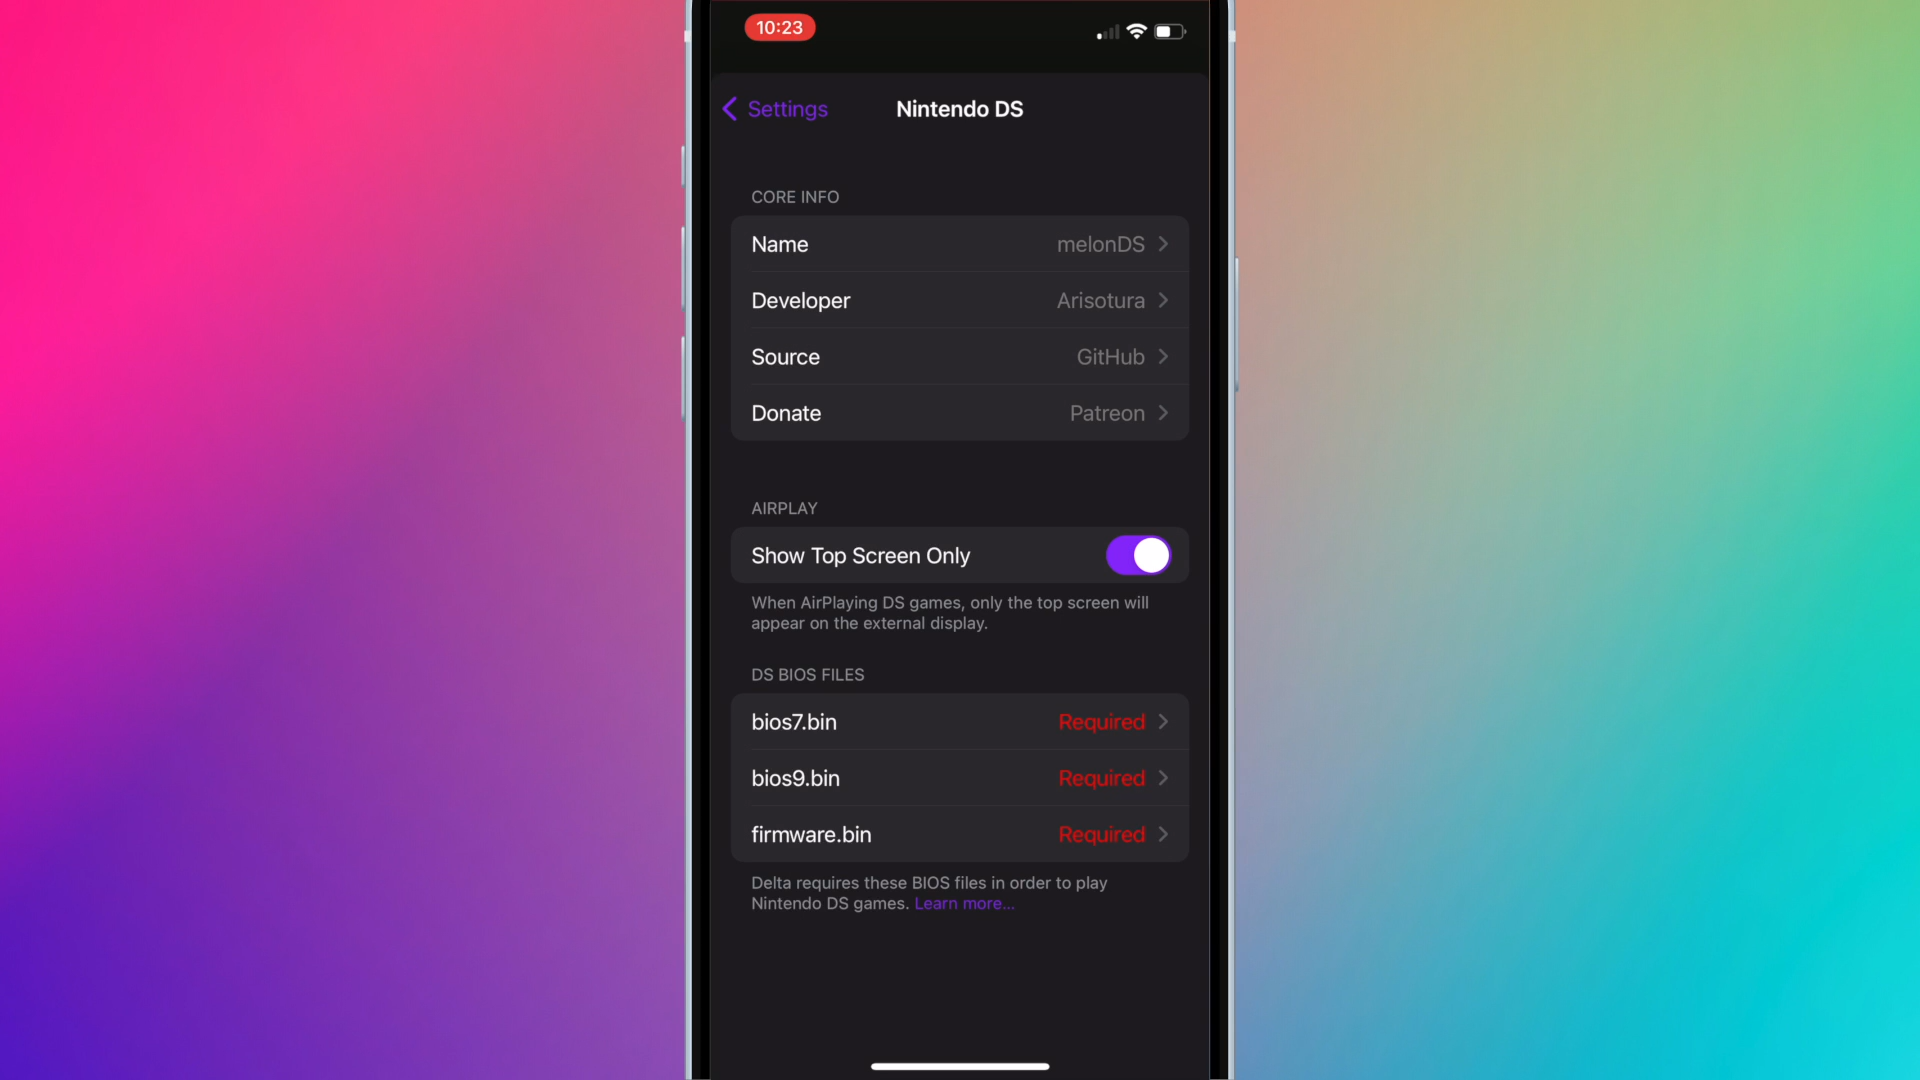 10:23
Settings
Nintendo DS
CORE INFO
Name melonDS
Developer Arisotura
Source GitHub
Donate Patreon
AIRPLAY
Show Top Screen Only
When AirPlaying DS games, only the top screen will
appear on the external display.
DS BIOS FILES
bios7.bin Required
bios9.bin Required
firmware.bin Required
Delta requires these BIOS files in order to play
Nintendo DS games. Learn more...